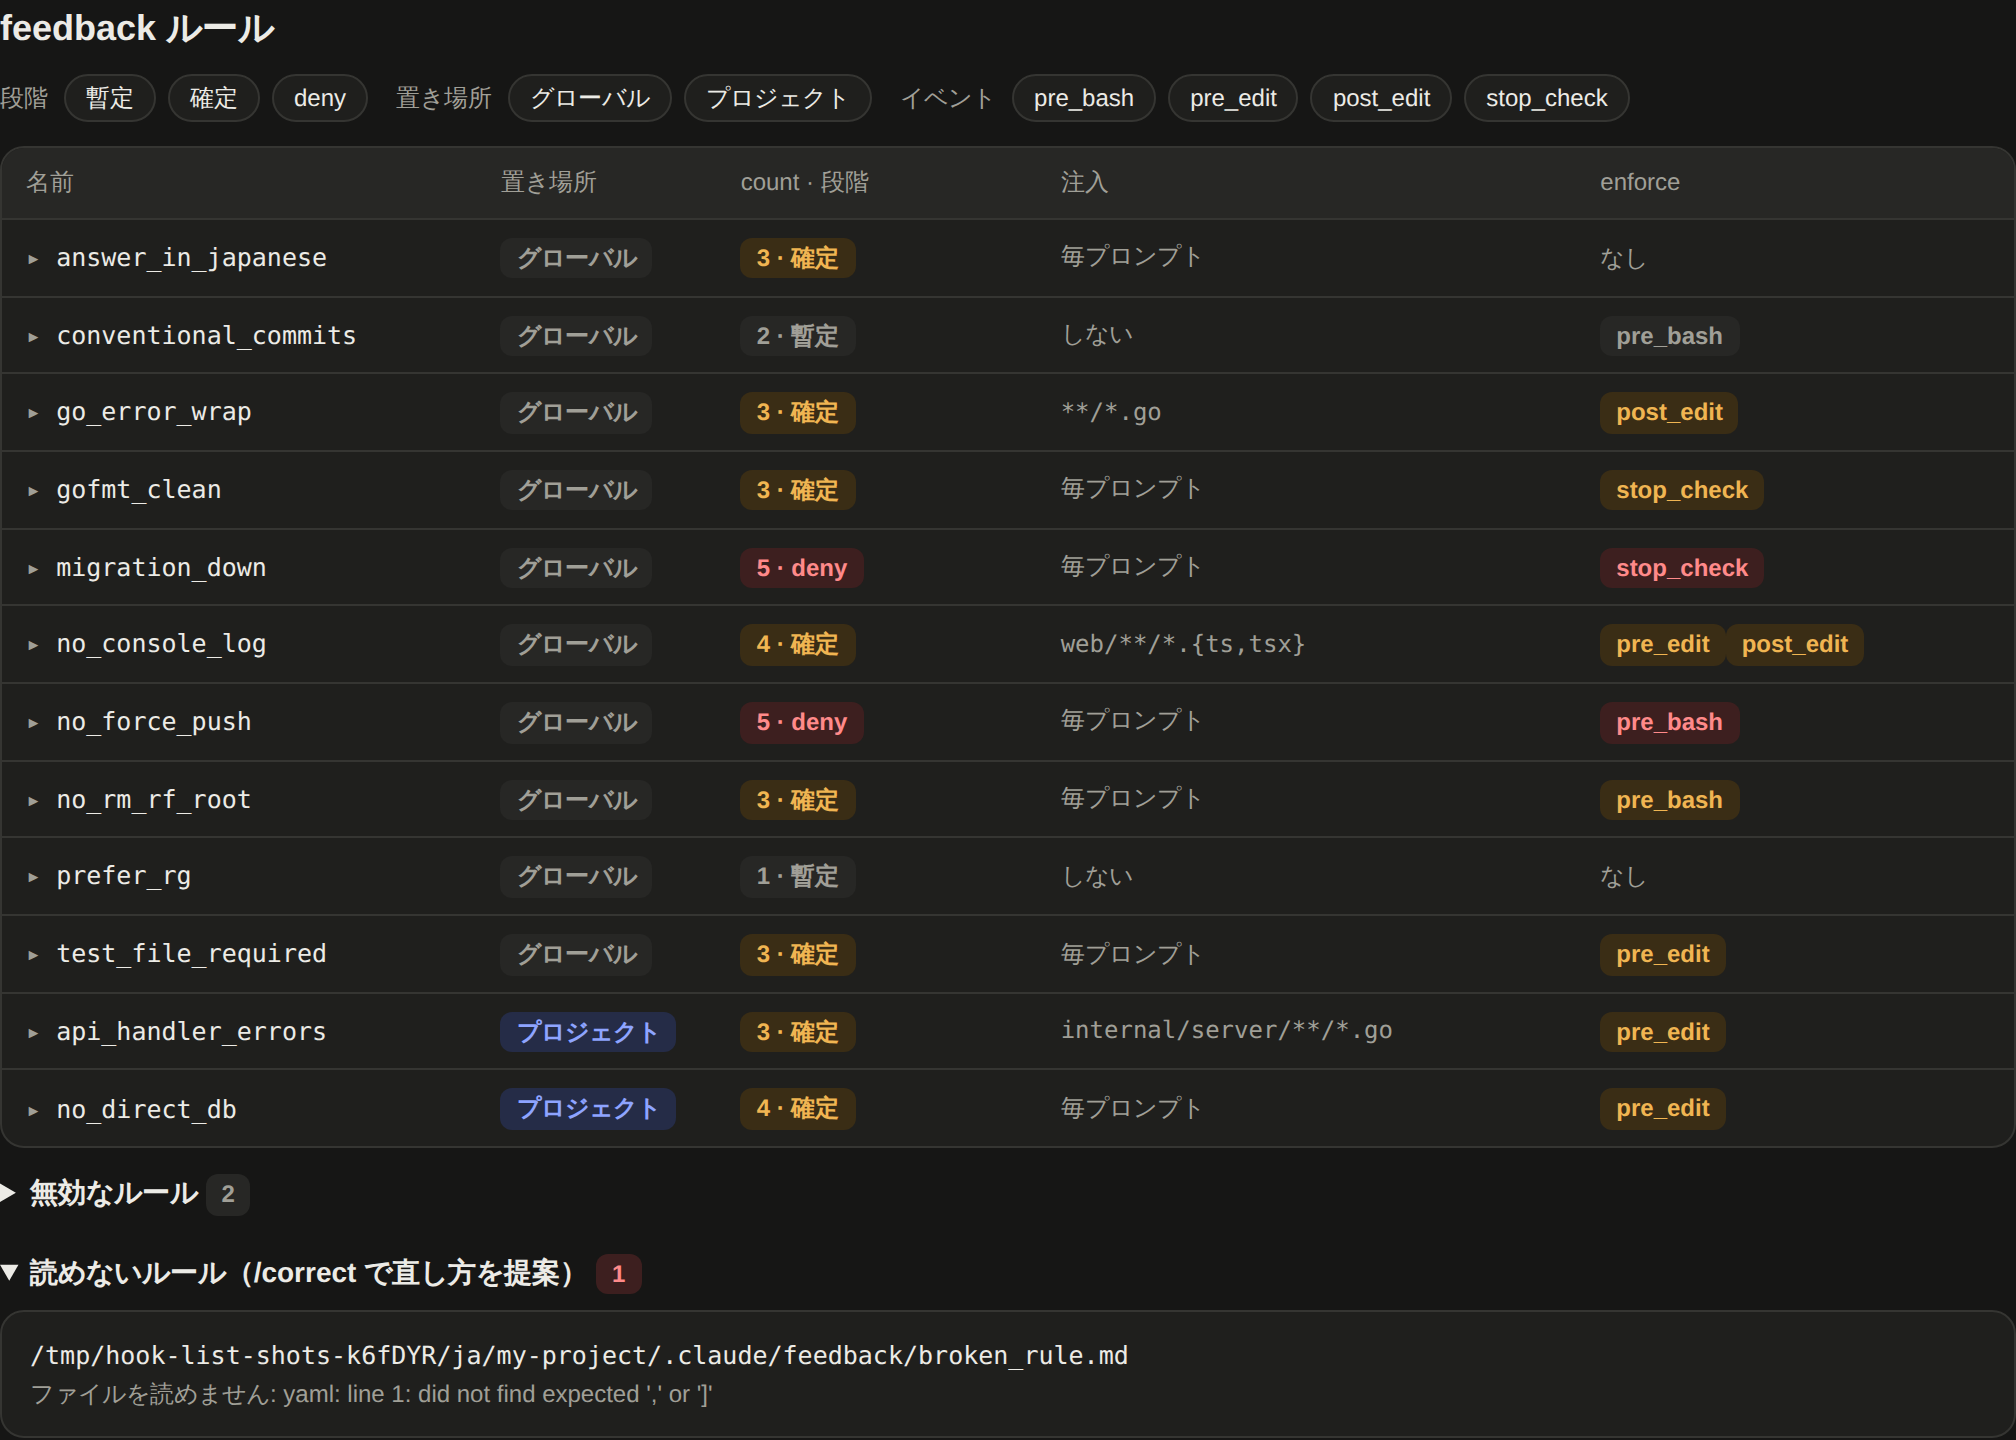 feedback ルール
段階 暫定 確定 deny 置き場所 グローバル プロジェクト イベント pre_bash pre_edit post_edit stop_check
名前 置き場所 count · 段階 注入 enforce
▸ answer_in_japanese グローバル 3 · 確定 毎プロンプト なし
▸ conventional_commits グローバル 2 · 暫定 しない pre_bash
▸ go_error_wrap グローバル 3 · 確定 **/*.go post_edit
▸ gofmt_clean グローバル 3 · 確定 毎プロンプト stop_check
▸ migration_down グローバル 5 · deny 毎プロンプト stop_check
▸ no_console_log グローバル 4 · 確定 web/**/*.{ts,tsx} pre_edit post_edit
▸ no_force_push グローバル 5 · deny 毎プロンプト pre_bash
▸ no_rm_rf_root グローバル 3 · 確定 毎プロンプト pre_bash
▸ prefer_rg グローバル 1 · 暫定 しない なし
▸ test_file_required グローバル 3 · 確定 毎プロンプト pre_edit
▸ api_handler_errors プロジェクト 3 · 確定 internal/server/**/*.go pre_edit
▸ no_direct_db プロジェクト 4 · 確定 毎プロンプト pre_edit
▶ 無効なルール 2
▼ 読めないルール（/correct で直し方を提案） 1
/tmp/hook-list-shots-k6fDYR/ja/my-project/.claude/feedback/broken_rule.md
ファイルを読めません: yaml: line 1: did not find expected ',' or ']'